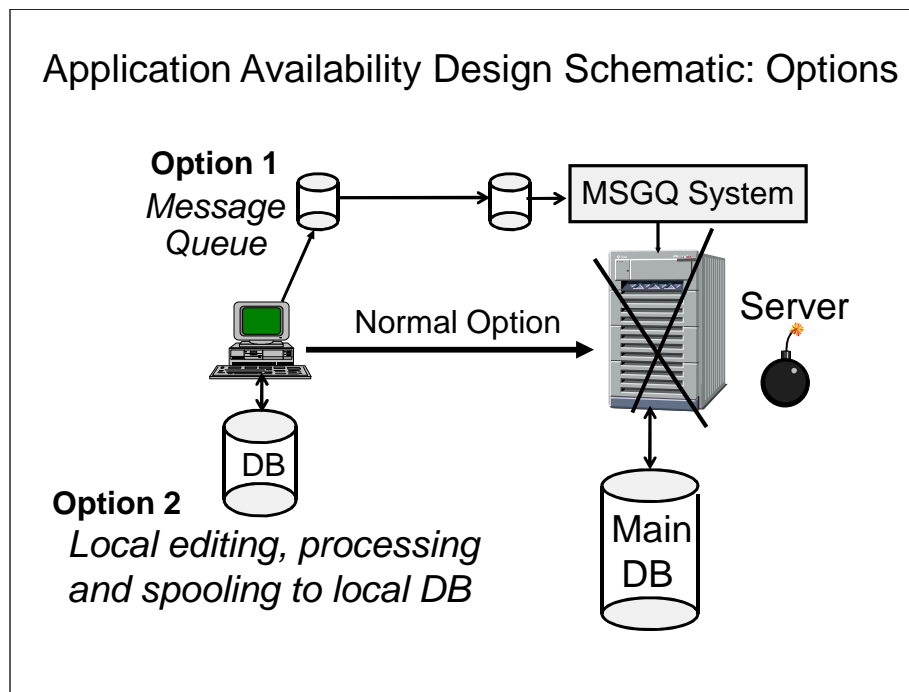 Application Availability Design Schematic: Options
Option 1
Message
Queue
MSGQ System
Normal Option
Server
DB
Option 2
Local editing, processing
and spooling to local DB
Main
DB